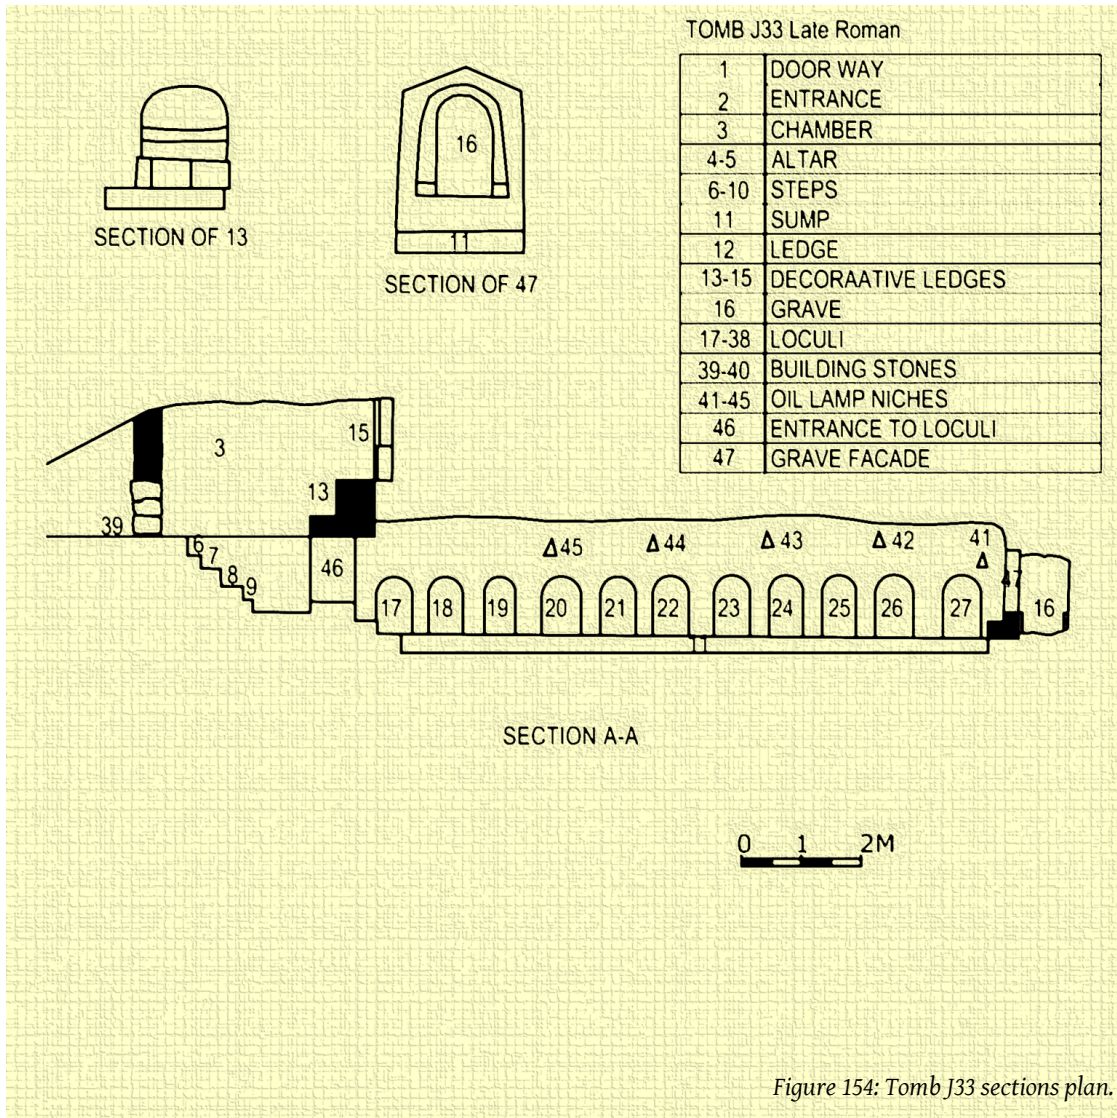 TOMB J33 Late Roman
1 DOOR WAY
2 ENTRANCE
3 CHAMBER
4-5 ALTAR
6-10 STEPS
11 SUMP
12 LEDGE
13-15 DECORAATIVE LEDGES
16 GRAVE
17-38 LOCULI
39-40 BUILDING STONES
41-45 OIL LAMP NICHES
46 ENTRANCE TO LOCULI
47 GRAVE FACADE
SECTION OF 13
16
11
SECTION OF 47
3
15
13
39
6
7
8
9
46
45
44
43
42
41
47
17
18
19
20
21
22
23
24
25
26
27
16
SECTION A-A
0 1 2M
Figure 154: Tomb J33 sections plan.